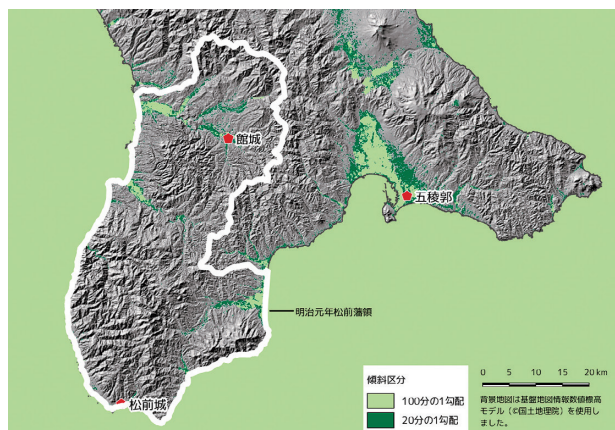 館城
五稜郭
明治元年松前藩領
松前城
傾斜区分
100分の1勾配
20分の1勾配
0 5 10 15 20 km
背景地図は基盤地図情報数値標高
モデル(©国土地理院)を使用し
ました。